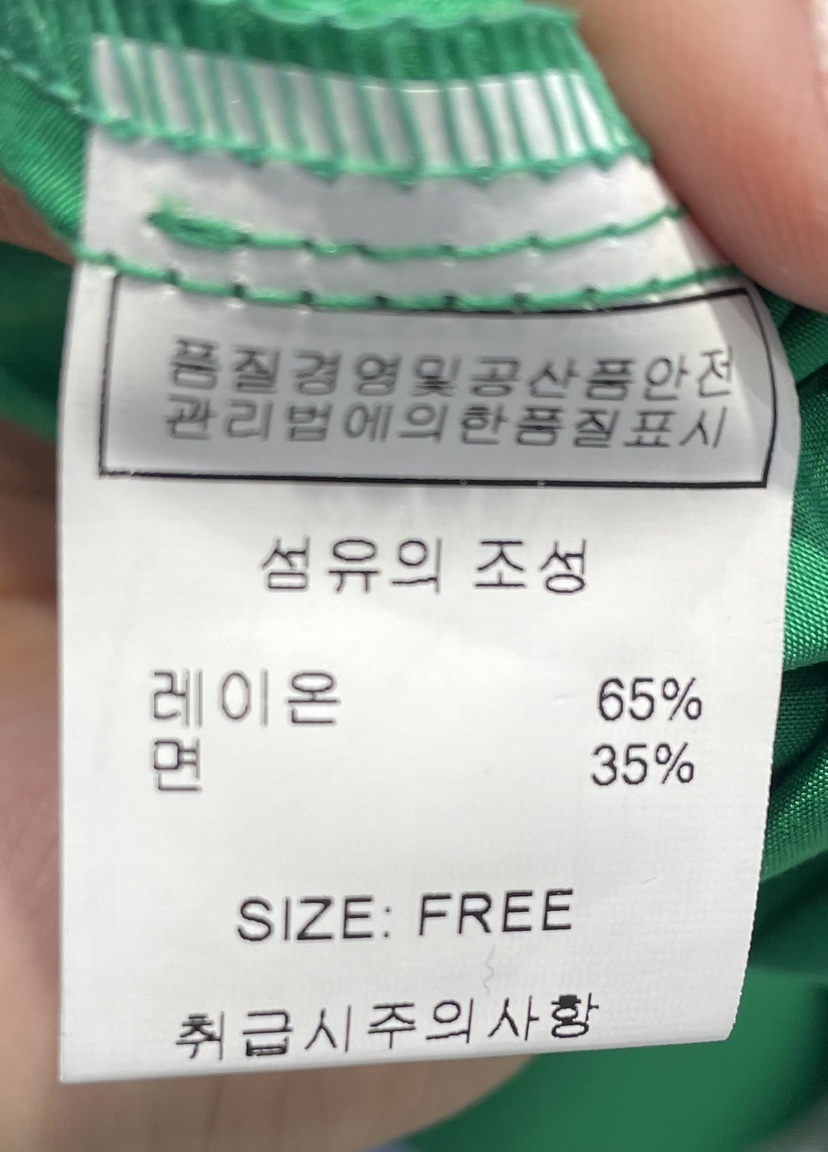 품질경영및공산품안전
관리법에의한품질표시
섬유의 조성
레이온 65%
면 35%
SIZE: FREE
취급시주의사항